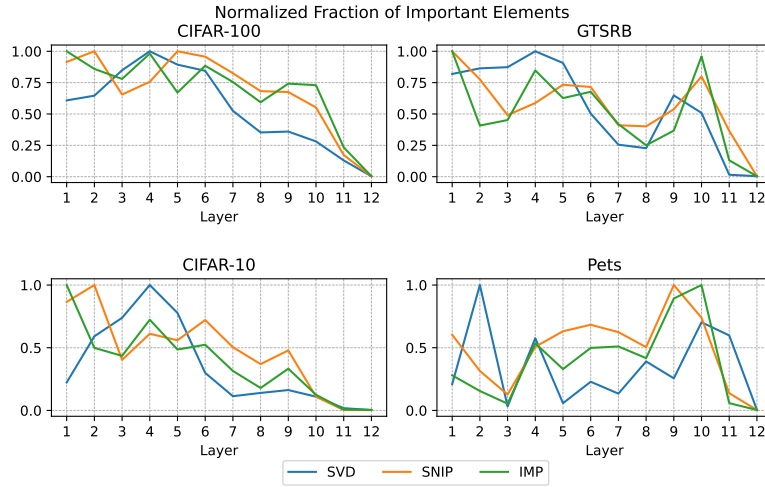 Normalized Fraction of Important Elements
CIFAR-100
1.00
0.75
0.50
0.25
0.00
1 2 3 4 5 6 7 8 9 10 11 12
Layer
GTSRB
1.00
0.75
0.50
0.25
0.00
1 2 3 4 5 6 7 8 9 10 11 12
Layer
CIFAR-10
1.0
0.5
0.0
1 2 3 4 5 6 7 8 9 10 11 12
Layer
Pets
1.0
0.5
0.0
1 2 3 4 5 6 7 8 9 10 11 12
Layer
SVD SNIP IMP